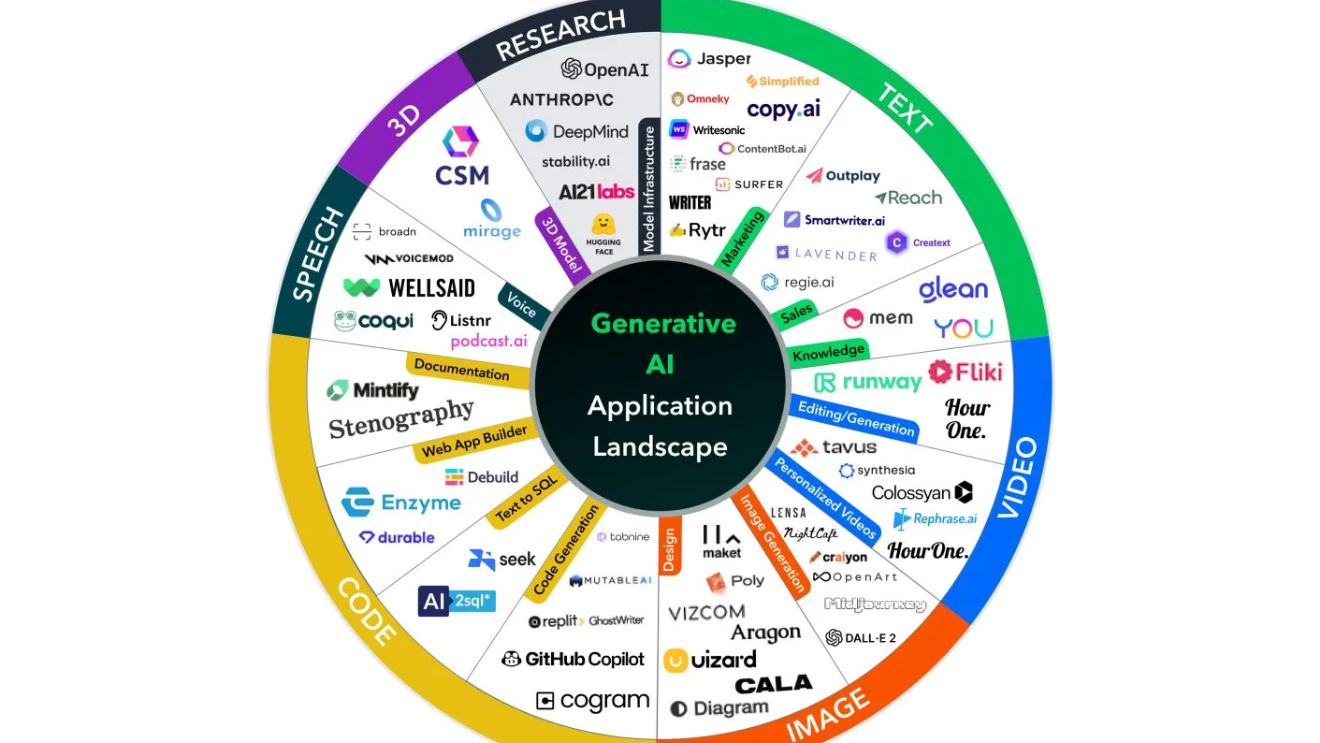 Generative
AI
Application
Landscape
RESEARCH
Model Infrastructure
OpenAI
ANTHROP\C
DeepMind
stability.ai
AI21labs
HUGGING
FACE
TEXT
Marketing
Jasper
Simplified
Omneky
copy.ai
WS Writesonic
ContentBot.ai
frase
SURFER
WRITER
Rytr
Sales
Outplay
Reach
Smartwriter.ai
C Creatext
LAVENDER
regie.ai
Knowledge
glean
mem
YOU
VIDEO
Editing/Generation
runway
Fliki
Hour
One.
Personalized Videos
tavus
synthesia
Colossyan
Rephrase.ai
HourOne.
IMAGE
Image Generation
LENSA
NightCafe
craiyon
OpenArt
Midjourney
DALL·E 2
Design
maket
Poly
VIZCOM
Aragon
uizard
CALA
Diagram
CODE
Code Generation
tabnine
MUTABLEAI
replit> GhostWriter
GitHub Copilot
cogram
Text to SQL
seek
AI 2sql*
Web App Builder
Debuild
Enzyme
durable
Documentation
Mintlify
Stenography
SPEECH
Voice
broadn
VOICEMOD
WELLSAID
coqui
Listnr
podcast.ai
3D
3D Model
CSM
mirage